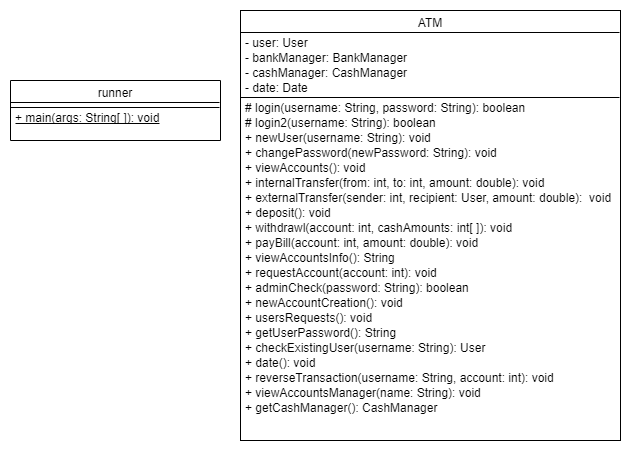 runner
+ main(args: String[ ]): void
ATM
- user: User
- bankManager: BankManager
- cashManager: CashManager
- date: Date
# login(username: String, password: String): boolean
# login2(username: String): boolean
+ newUser(username: String): void
+ changePassword(newPassword: String): void
+ viewAccounts(): void
+ internalTransfer(from: int, to: int, amount: double): void
+ externalTransfer(sender: int, recipient: User, amount: double):  void
+ deposit(): void
+ withdrawl(account: int, cashAmounts: int[ ]): void
+ payBill(account: int, amount: double): void
+ viewAccountsInfo(): String
+ requestAccount(account: int): void
+ adminCheck(password: String): boolean
+ newAccountCreation(): void
+ usersRequests(): void
+ getUserPassword(): String
+ checkExistingUser(username: String): User
+ date(): void
+ reverseTransaction(username: String, account: int): void
+ viewAccountsManager(name: String): void
+ getCashManager(): CashManager